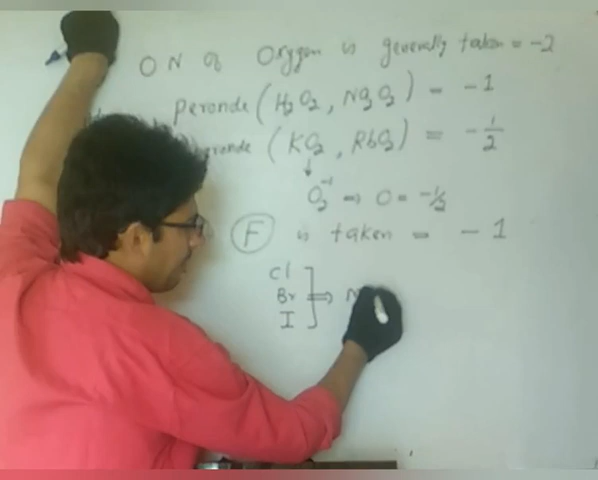 ON of Oxygen is generally taken = -2
Peroxide (H₂O₂, Na₂O₂) = -1
(KO₂, RbO₂) = -1/2
↓
O₂⁻¹ ⇒ O = -1/2
F is taken = -1
Cl
Br ⇒
I